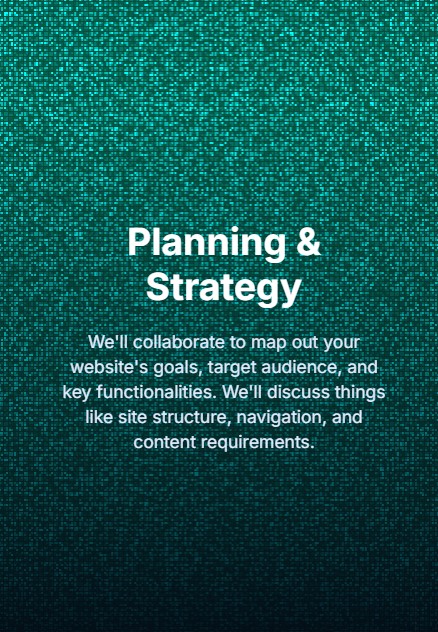 Planning &
Strategy
We'll collaborate to map out your
website's goals, target audience, and
key functionalities. We'll discuss things
like site structure, navigation, and
content requirements.